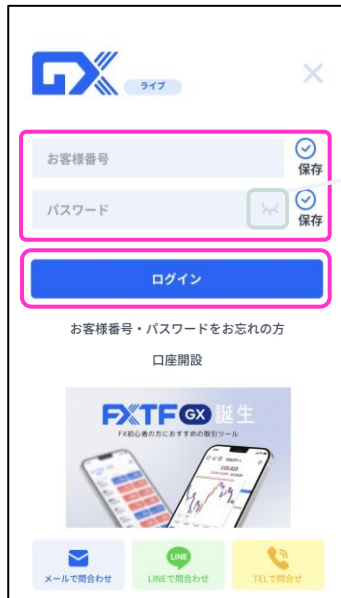 GX ライブ
お客様番号
保存
パスワード
保存
ログイン
お客様番号・パスワードをお忘れの方
口座開設
FXTF GX 誕生
FX初心者の方におすすめの取引ツール
LINE
メールで問合わせ LINEで問合わせ TELで問合せ